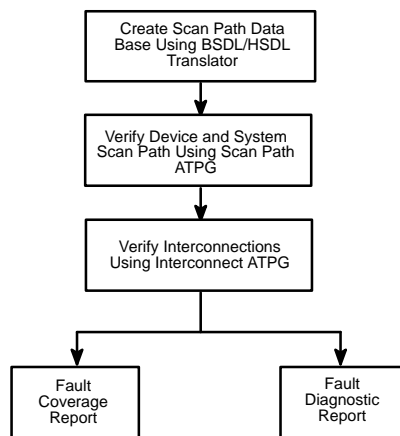 Create Scan Path Data
Base Using BSDL/HSDL
Translator
Verify Device and System
Scan Path Using Scan Path
ATPG
Verify Interconnections
Using Interconnect ATPG
Fault
Coverage
Report
Fault
Diagnostic
Report